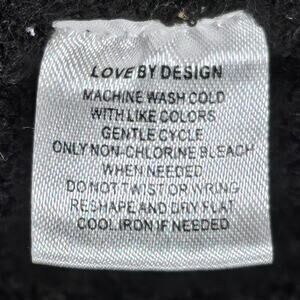 LOVE BY DESIGN
MACHINE WASH COLD
WITH LIKE COLORS
GENTLE CYCLE
ONLY NON-CHLORINE BLEACH
WHEN NEEDED
DO NOT TWIST OR WRING
RESHAPE AND DRY FLAT
COOL IRON IF NEEDED